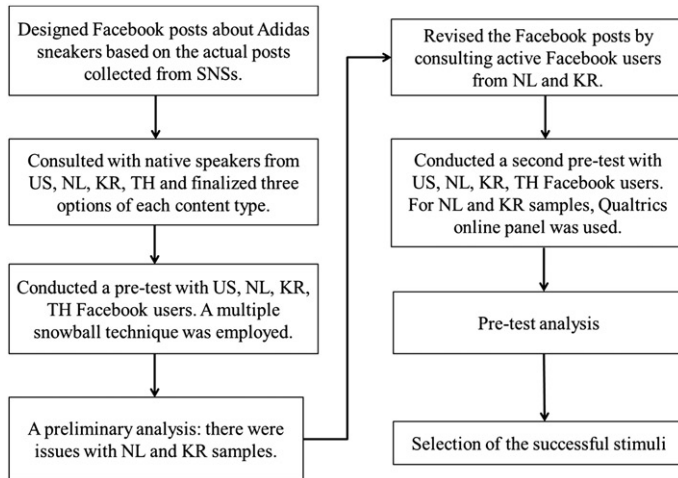 Designed Facebook posts about Adidas
sneakers based on the actual posts
collected from SNSs.
Consulted with native speakers from
US, NL, KR, TH and finalized three
options of each content type.
Conducted a pre-test with US, NL, KR,
TH Facebook users. A multiple
snowball technique was employed.
A preliminary analysis: there were
issues with NL and KR samples.
Revised the Facebook posts by
consulting active Facebook users
from NL and KR.
Conducted a second pre-test with
US, NL, KR, TH Facebook users.
For NL and KR samples, Qualtrics
online panel was used.
Pre-test analysis
Selection of the successful stimuli